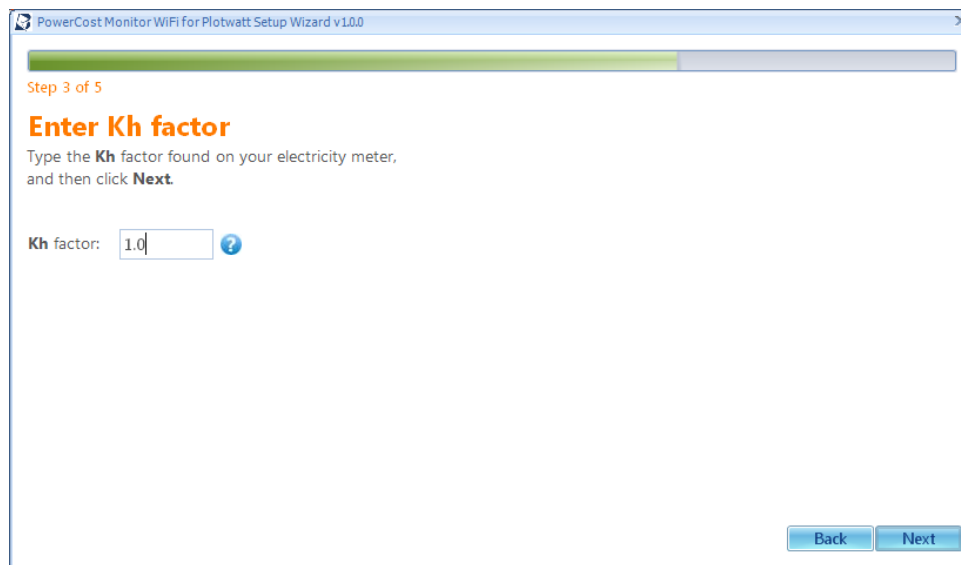 PowerCost Monitor WiFi for Plotwatt Setup Wizard v1.0.0
Step 3 of 5
Enter Kh factor
Type the Kh factor found on your electricity meter,
and then click Next.
Kh factor: 1.0
Back Next